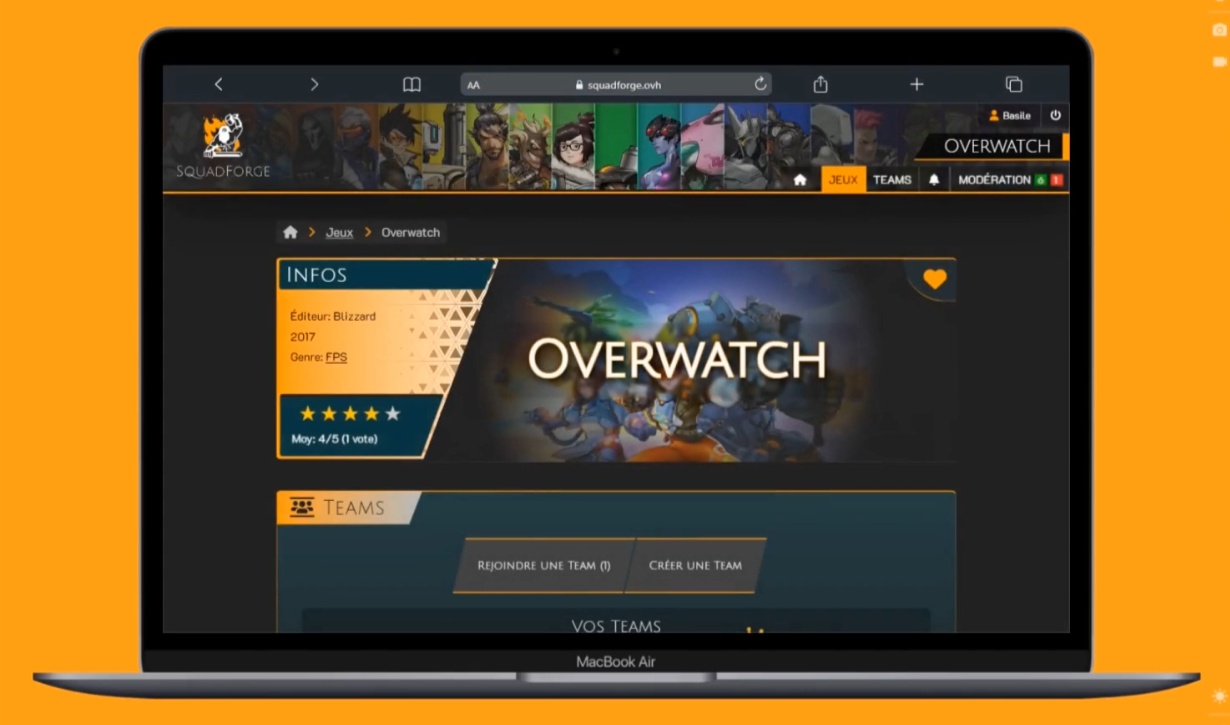 AA
squadforge.ovh
Basile
OVERWATCH
SQUADFORGE
JEUX TEAMS MODÉRATION 6 1
Jeux > Overwatch
INFOS
Éditeur: Blizzard
2017
Genre: FPS
OVERWATCH
Moy: 4/5 (1 vote)
TEAMS
REJOINDRE UNE TEAM (1) CRÉER UNE TEAM
VOS TEAMS
MacBook Air